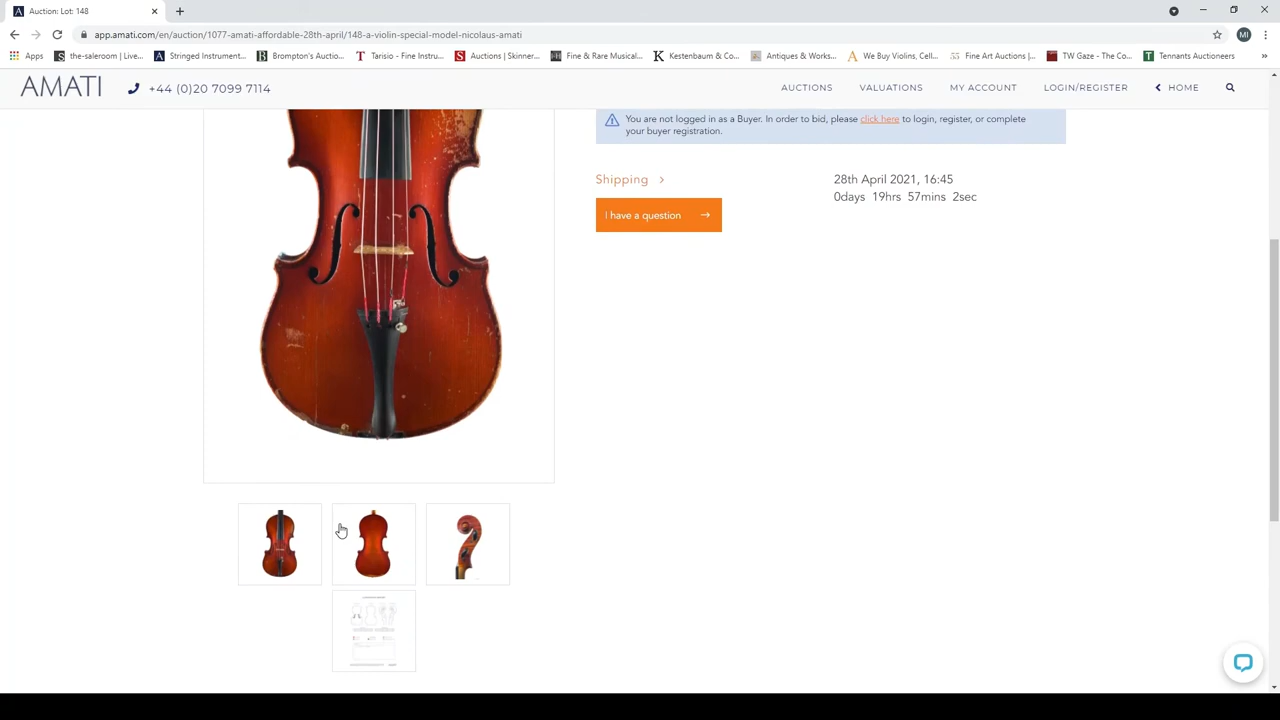 Auction: Lot: 148
app.amati.com/en/auction/1077-amati-affordable-28th-april/148-a-violin-special-model-nicolaus-amati
MI
Apps
the-saleroom | Live...
Stringed Instrument...
Brompton's Auctio...
Tarisio - Fine Instru...
Auctions | Skinner...
Fine & Rare Musical...
Kestenbaum & Co...
Antiques & Works...
We Buy Violins, Cell...
Fine Art Auctions |...
TW Gaze - The Co...
Tennants Auctioneers
AMATI
+44 (0)20 7099 7114
AUCTIONS
VALUATIONS
MY ACCOUNT
LOGIN/REGISTER
HOME
You are not logged in as a Buyer. In order to bid, please click here to login, register, or complete
your buyer registration.
Shipping
28th April 2021, 16:45
0days 19hrs 57mins 2sec
I have a question